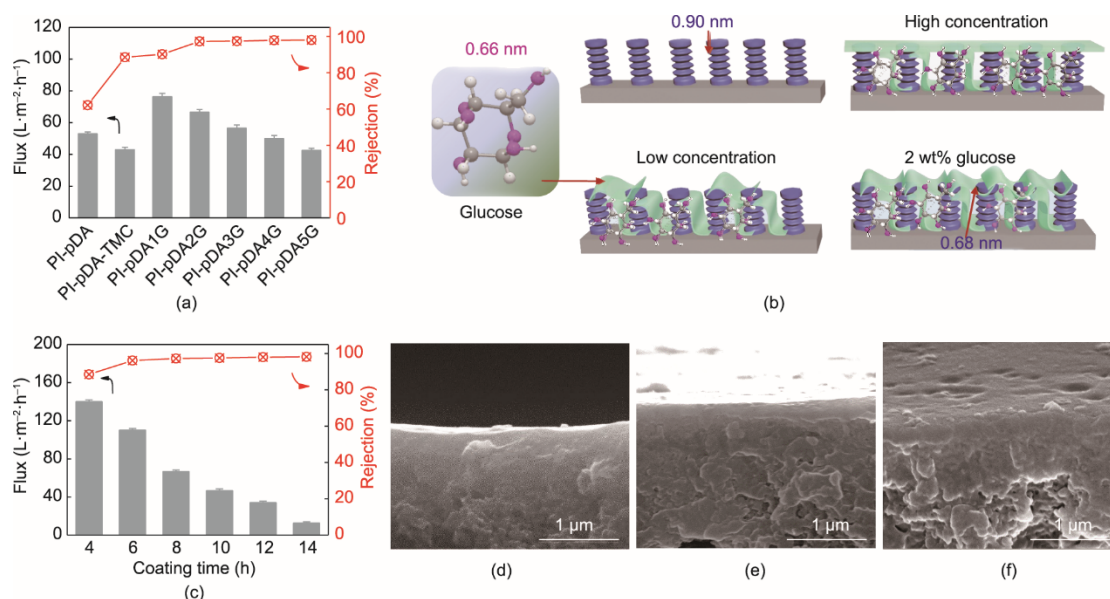 120
100
80
60
40
20
0
Flux (L·m⁻²·h⁻¹)
100
80
60
40
20
0
Rejection (%)
PI-pDA
PI-pDA-TMC
PI-pDA1G
PI-pDA2G
PI-pDA3G
PI-pDA4G
PI-pDA5G
(a)
0.66 nm
Glucose
0.90 nm
High concentration
Low concentration
2 wt% glucose
0.68 nm
(b)
200
160
120
80
40
0
Flux (L·m⁻²·h⁻¹)
100
80
60
40
20
0
Rejection (%)
4 6 8 10 12 14
Coating time (h)
(c)
1 μm
(d)
1 μm
(e)
1 μm
(f)